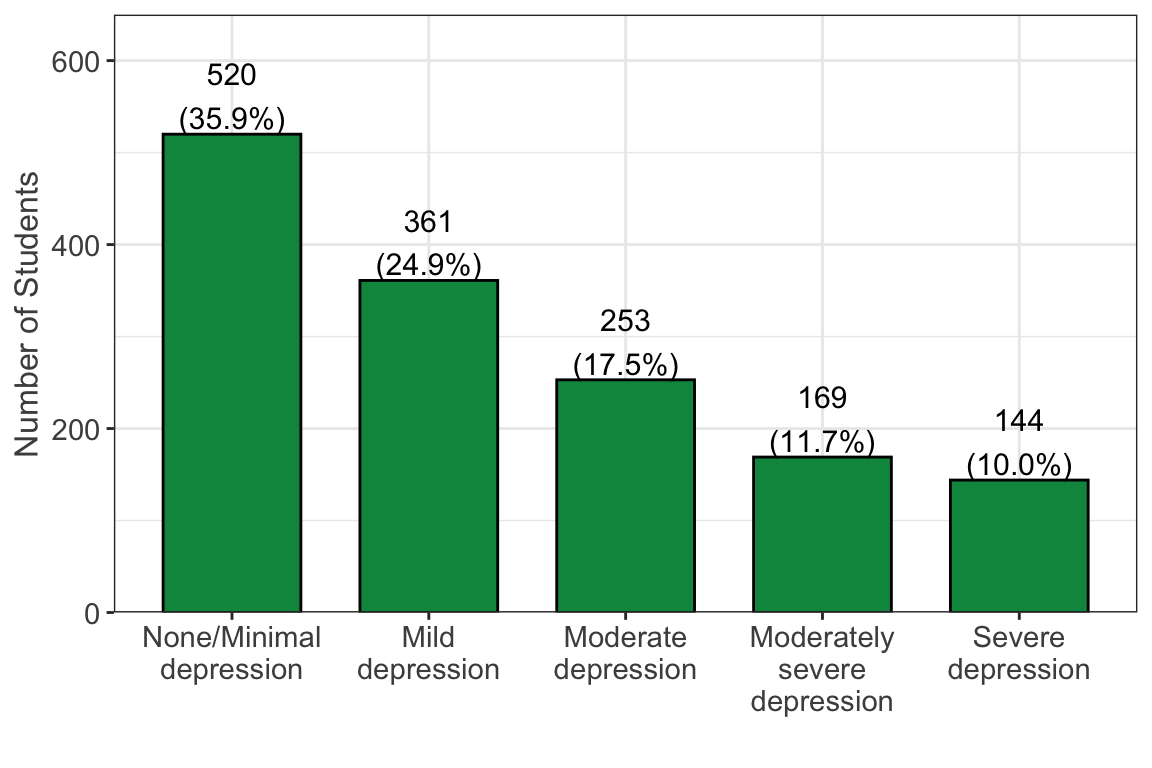 Number of Students
600
400
200
0
520
(35.9%)
361
(24.9%)
253
(17.5%)
169
(11.7%)
144
(10.0%)
None/Minimal
depression
Mild
depression
Moderate
depression
Moderately
severe
depression
Severe
depression